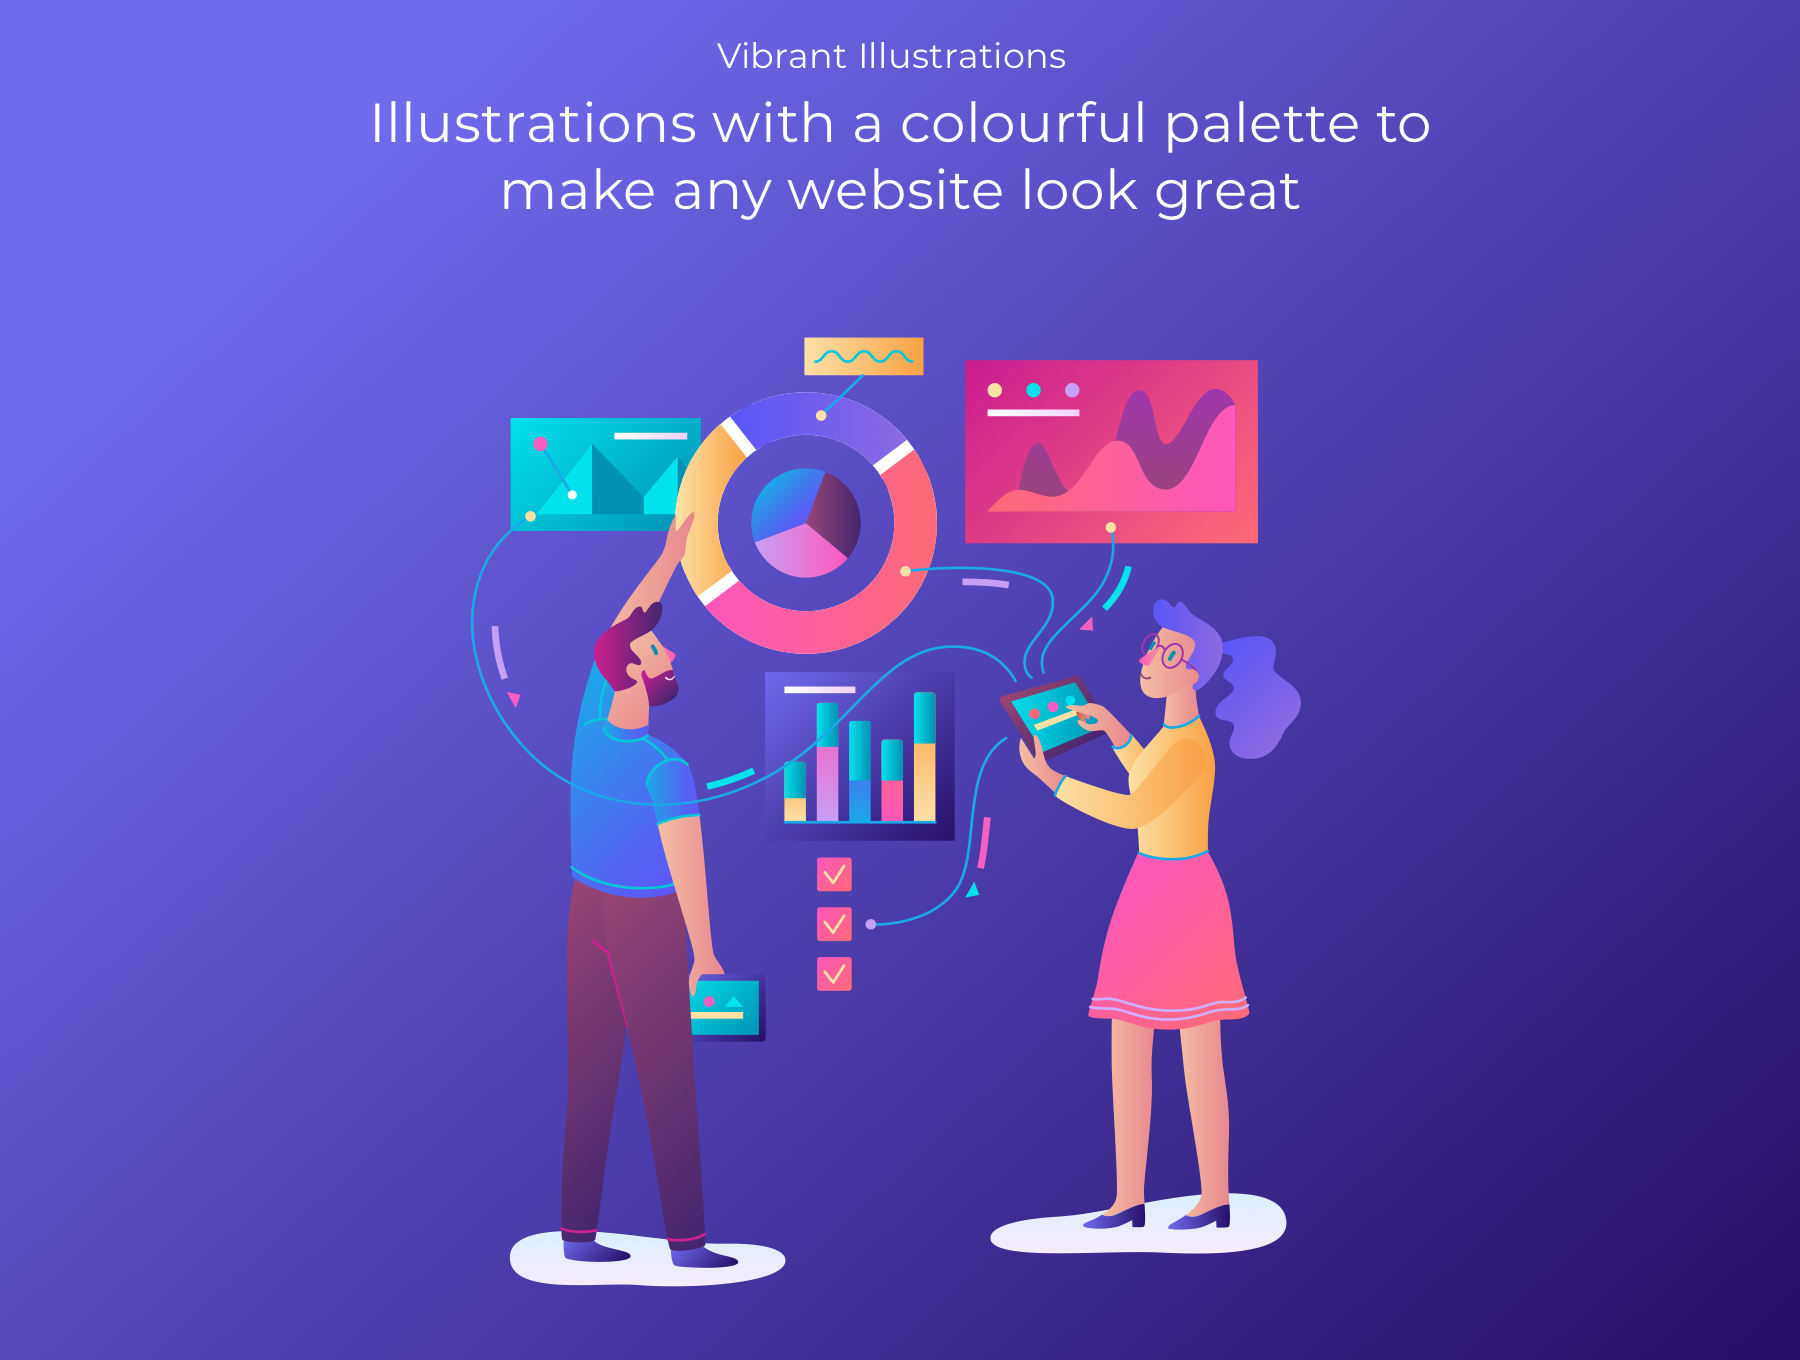 Vibrant Illustrations
Illustrations with a colourful palette to
make any website look great